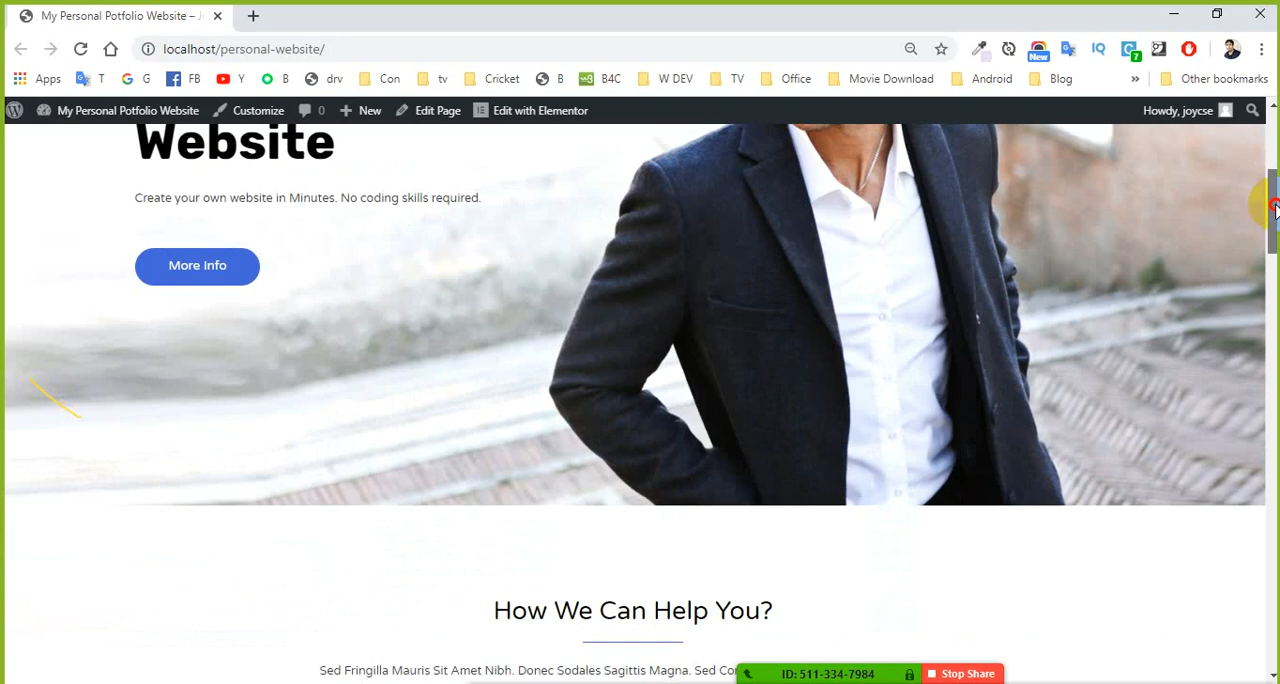 My Personal Potfolio Website –
localhost/personal-website/
New
7
Apps T G FB Y B drv Con tv Cricket B B4C W DEV TV Office Movie Download Android Blog » Other bookmarks
My Personal Potfolio Website Customize 0 New Edit Page Edit with Elementor Howdy, joycse
Website
Create your own website in Minutes. No coding skills required.
More Info
How We Can Help You?
Sed Fringilla Mauris Sit Amet Nibh. Donec Sodales Sagittis Magna. Sed
ID: 511-334-7984 Stop Share